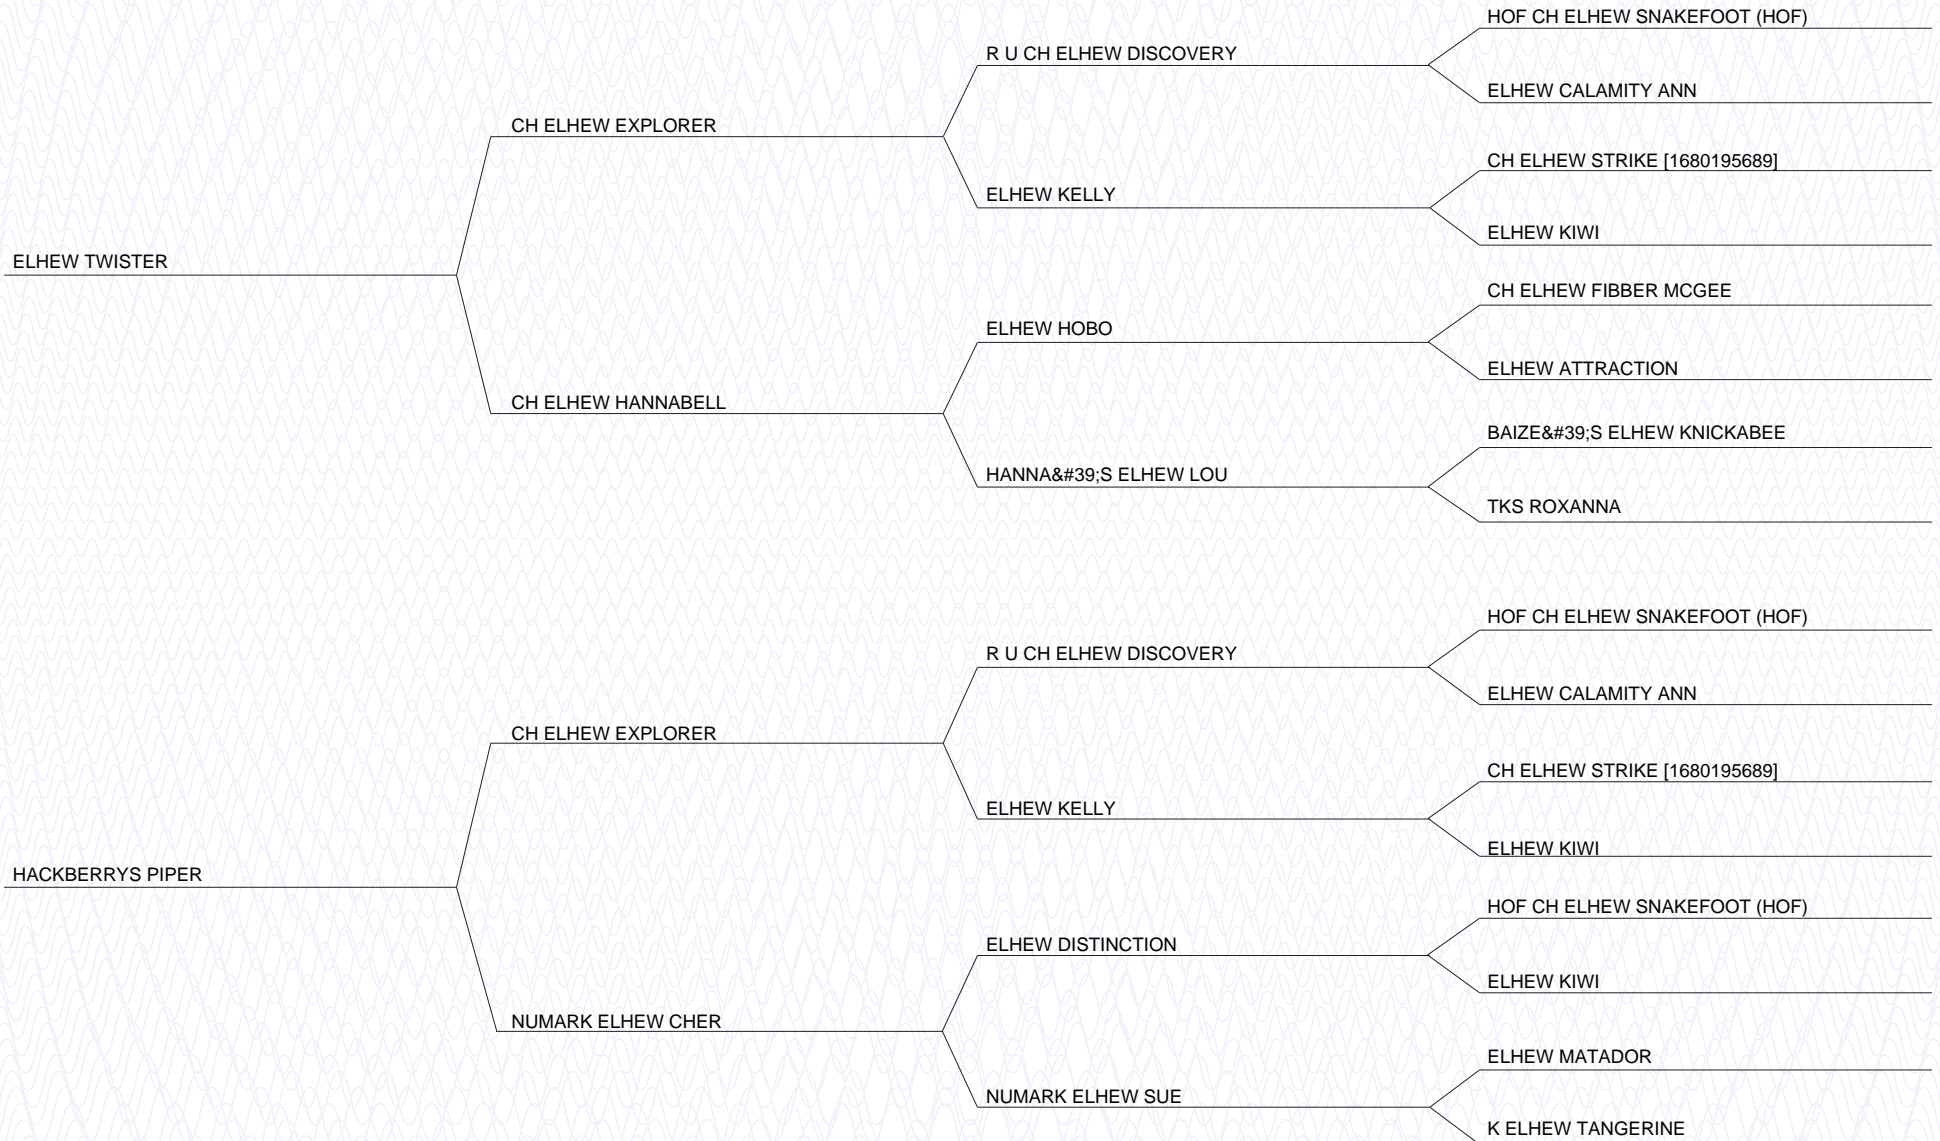 HOF CH ELHEW SNAKEFOOT (HOF)
R U CH ELHEW DISCOVERY
ELHEW CALAMITY ANN
CH ELHEW EXPLORER
CH ELHEW STRIKE [1680195689]
ELHEW KELLY
ELHEW KIWI
ELHEW TWISTER
CH ELHEW FIBBER MCGEE
ELHEW HOBO
ELHEW ATTRACTION
CH ELHEW HANNABELL
BAIZE&#39;S ELHEW KNICKABEE
HANNA&#39;S ELHEW LOU
TKS ROXANNA
HOF CH ELHEW SNAKEFOOT (HOF)
R U CH ELHEW DISCOVERY
ELHEW CALAMITY ANN
CH ELHEW EXPLORER
CH ELHEW STRIKE [1680195689]
ELHEW KELLY
ELHEW KIWI
HACKBERRYS PIPER
HOF CH ELHEW SNAKEFOOT (HOF)
ELHEW DISTINCTION
ELHEW KIWI
NUMARK ELHEW CHER
ELHEW MATADOR
NUMARK ELHEW SUE
K ELHEW TANGERINE